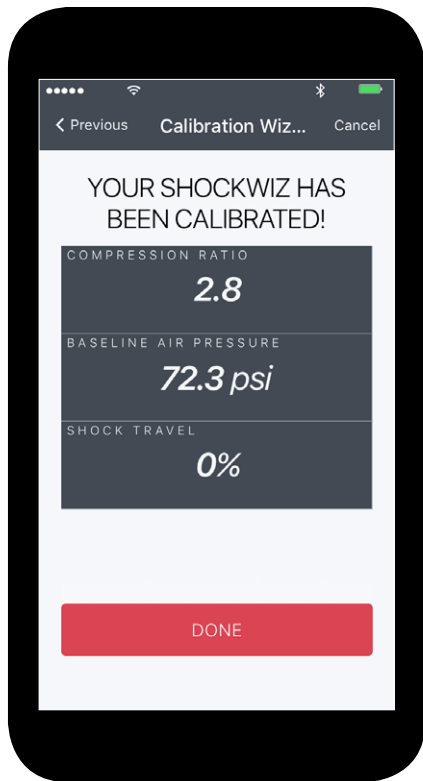 Previous Calibration Wiz... Cancel
YOUR SHOCKWIZ HAS
BEEN CALIBRATED!
COMPRESSION RATIO
2.8
BASELINE AIR PRESSURE
72.3 psi
SHOCK TRAVEL
0%
DONE